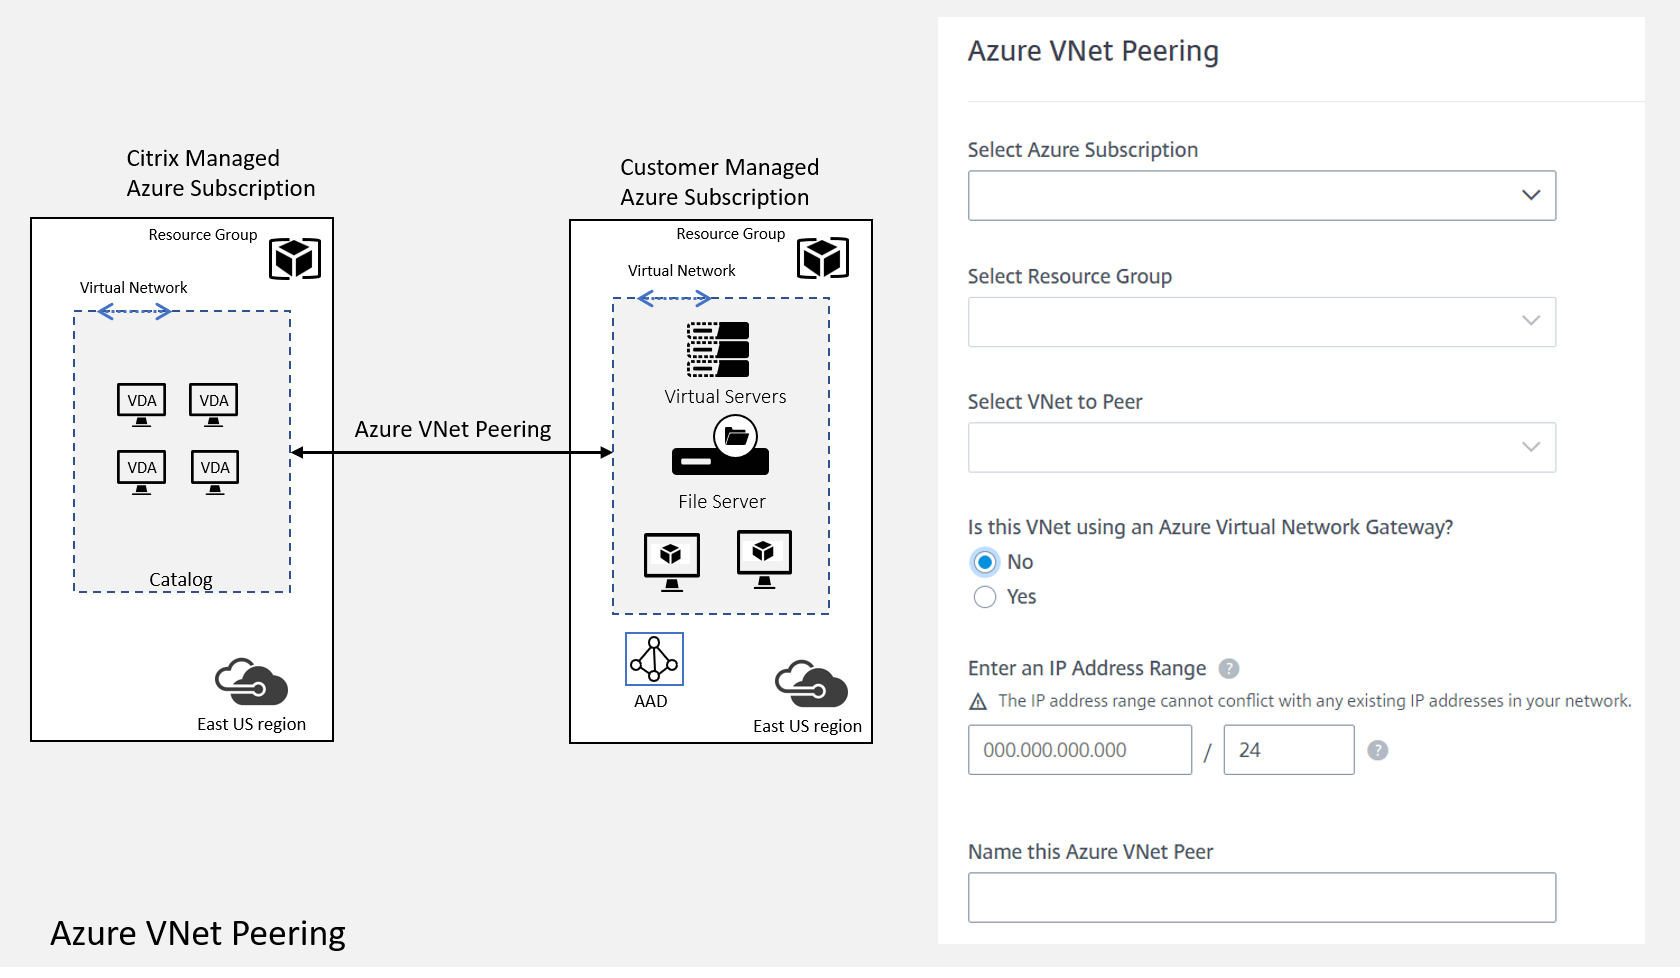 Citrix Managed
Azure Subscription
Resource Group
Virtual Network
VDA
VDA
VDA
VDA
Catalog
East US region
Azure VNet Peering
Customer Managed
Azure Subscription
Resource Group
Virtual Network
Virtual Servers
File Server
AAD
East US region
Azure VNet Peering
Azure VNet Peering
Select Azure Subscription
Select Resource Group
Select VNet to Peer
Is this VNet using an Azure Virtual Network Gateway?
No
Yes
Enter an IP Address Range ?
The IP address range cannot conflict with any existing IP addresses in your network.
000.000.000.000 / 24 ?
Name this Azure VNet Peer